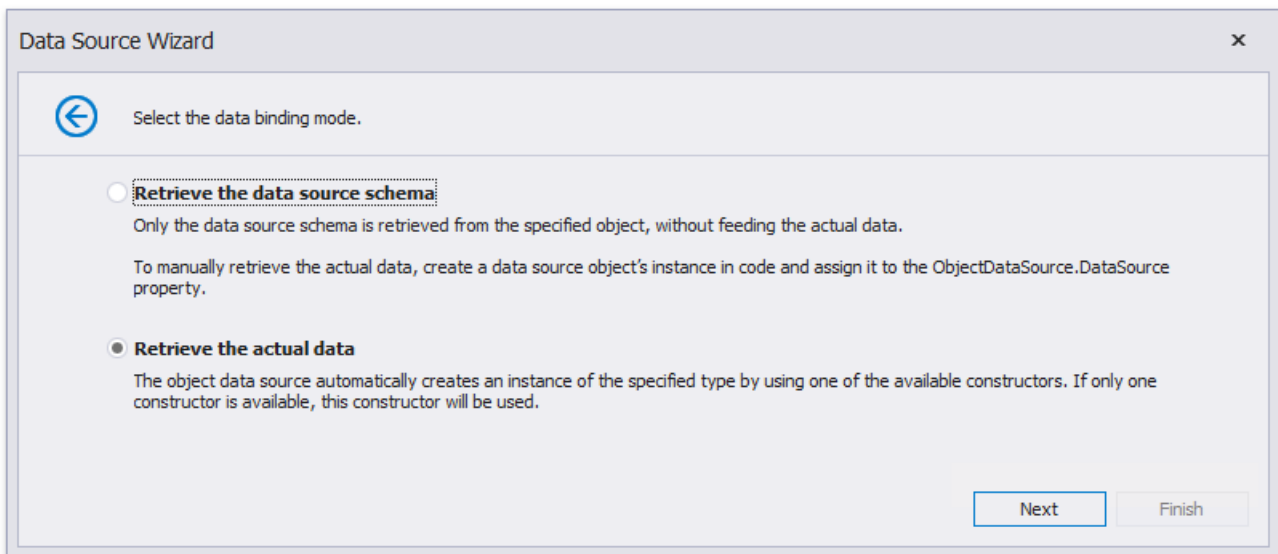 Data Source Wizard
Select the data binding mode.
Retrieve the data source schema
Only the data source schema is retrieved from the specified object, without feeding the actual data.
To manually retrieve the actual data, create a data source object's instance in code and assign it to the ObjectDataSource.DataSource
property.
Retrieve the actual data
The object data source automatically creates an instance of the specified type by using one of the available constructors. If only one
constructor is available, this constructor will be used.
Next
Finish